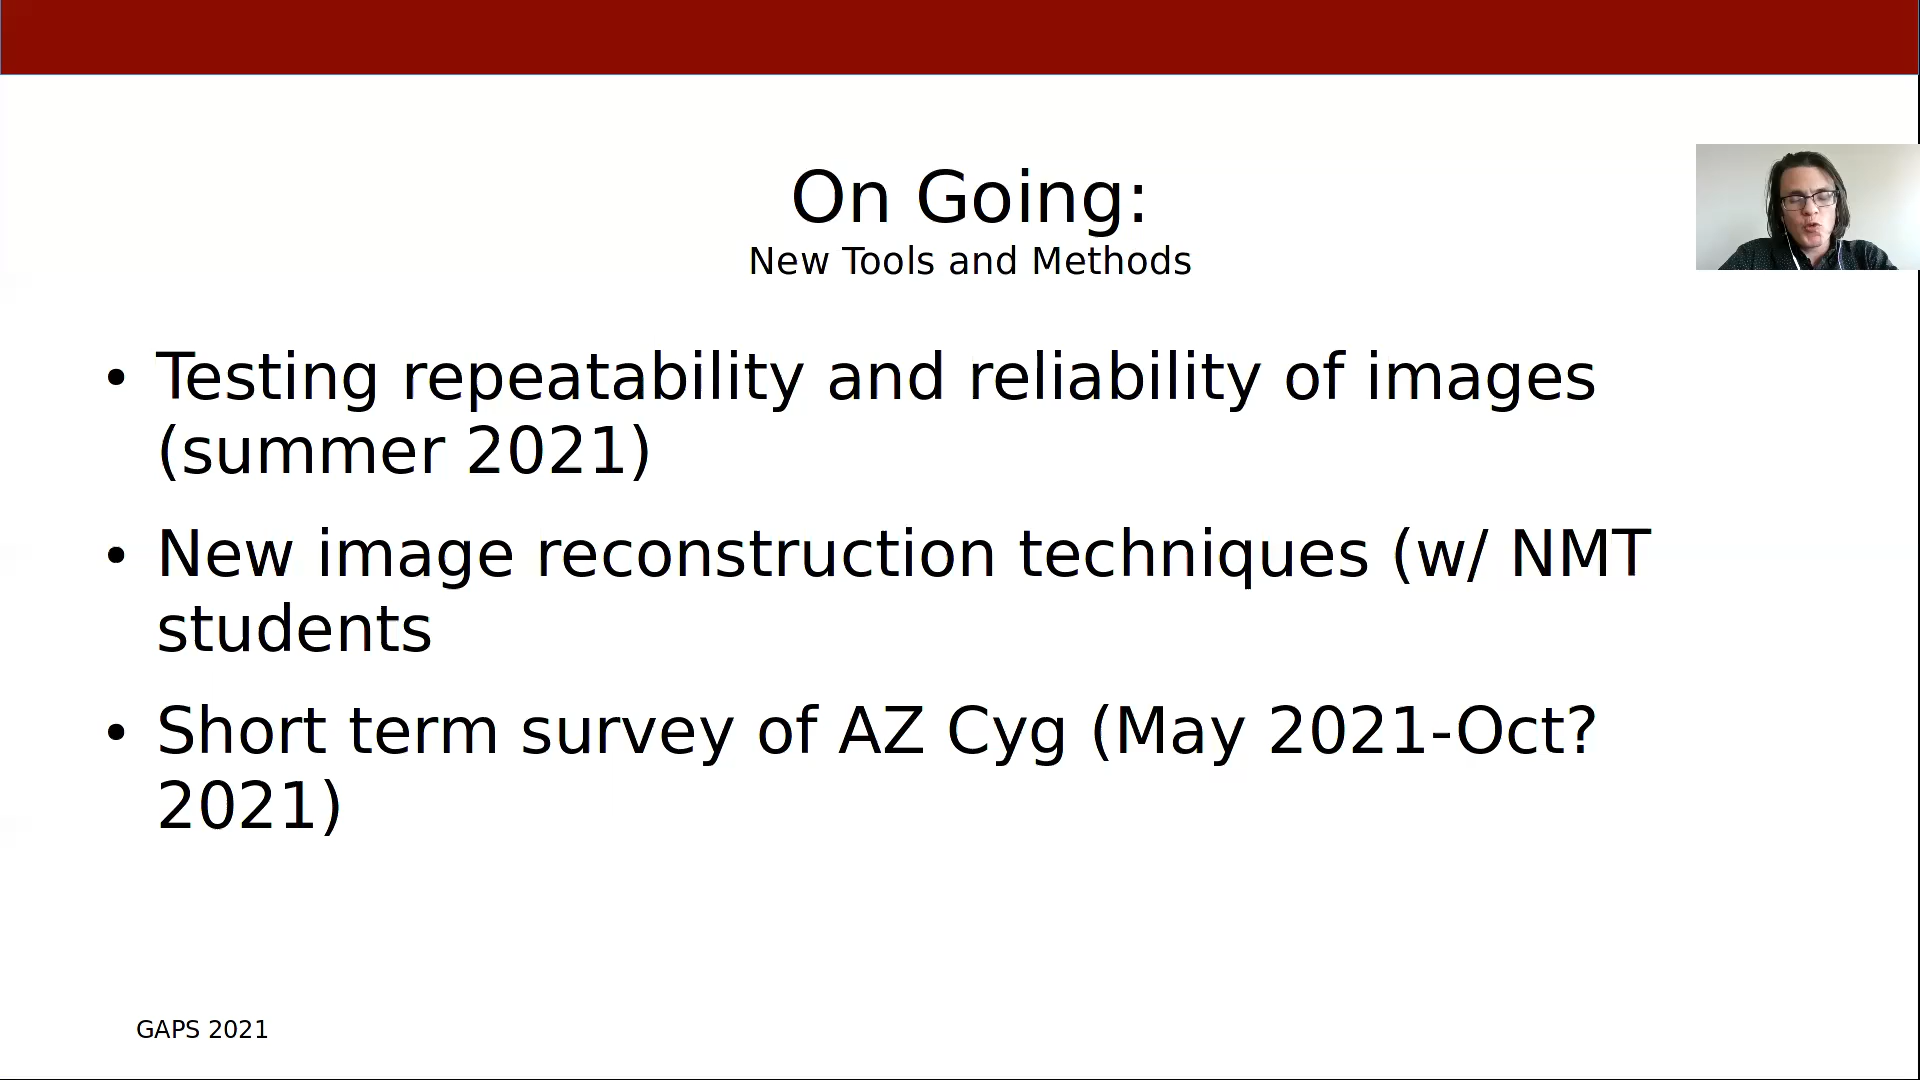 On Going:
New Tools and Methods
• Testing repeatability and reliability of images
(summer 2021)
• New image reconstruction techniques (w/ NMT
students
• Short term survey of AZ Cyg (May 2021-Oct?
2021)
GAPS 2021